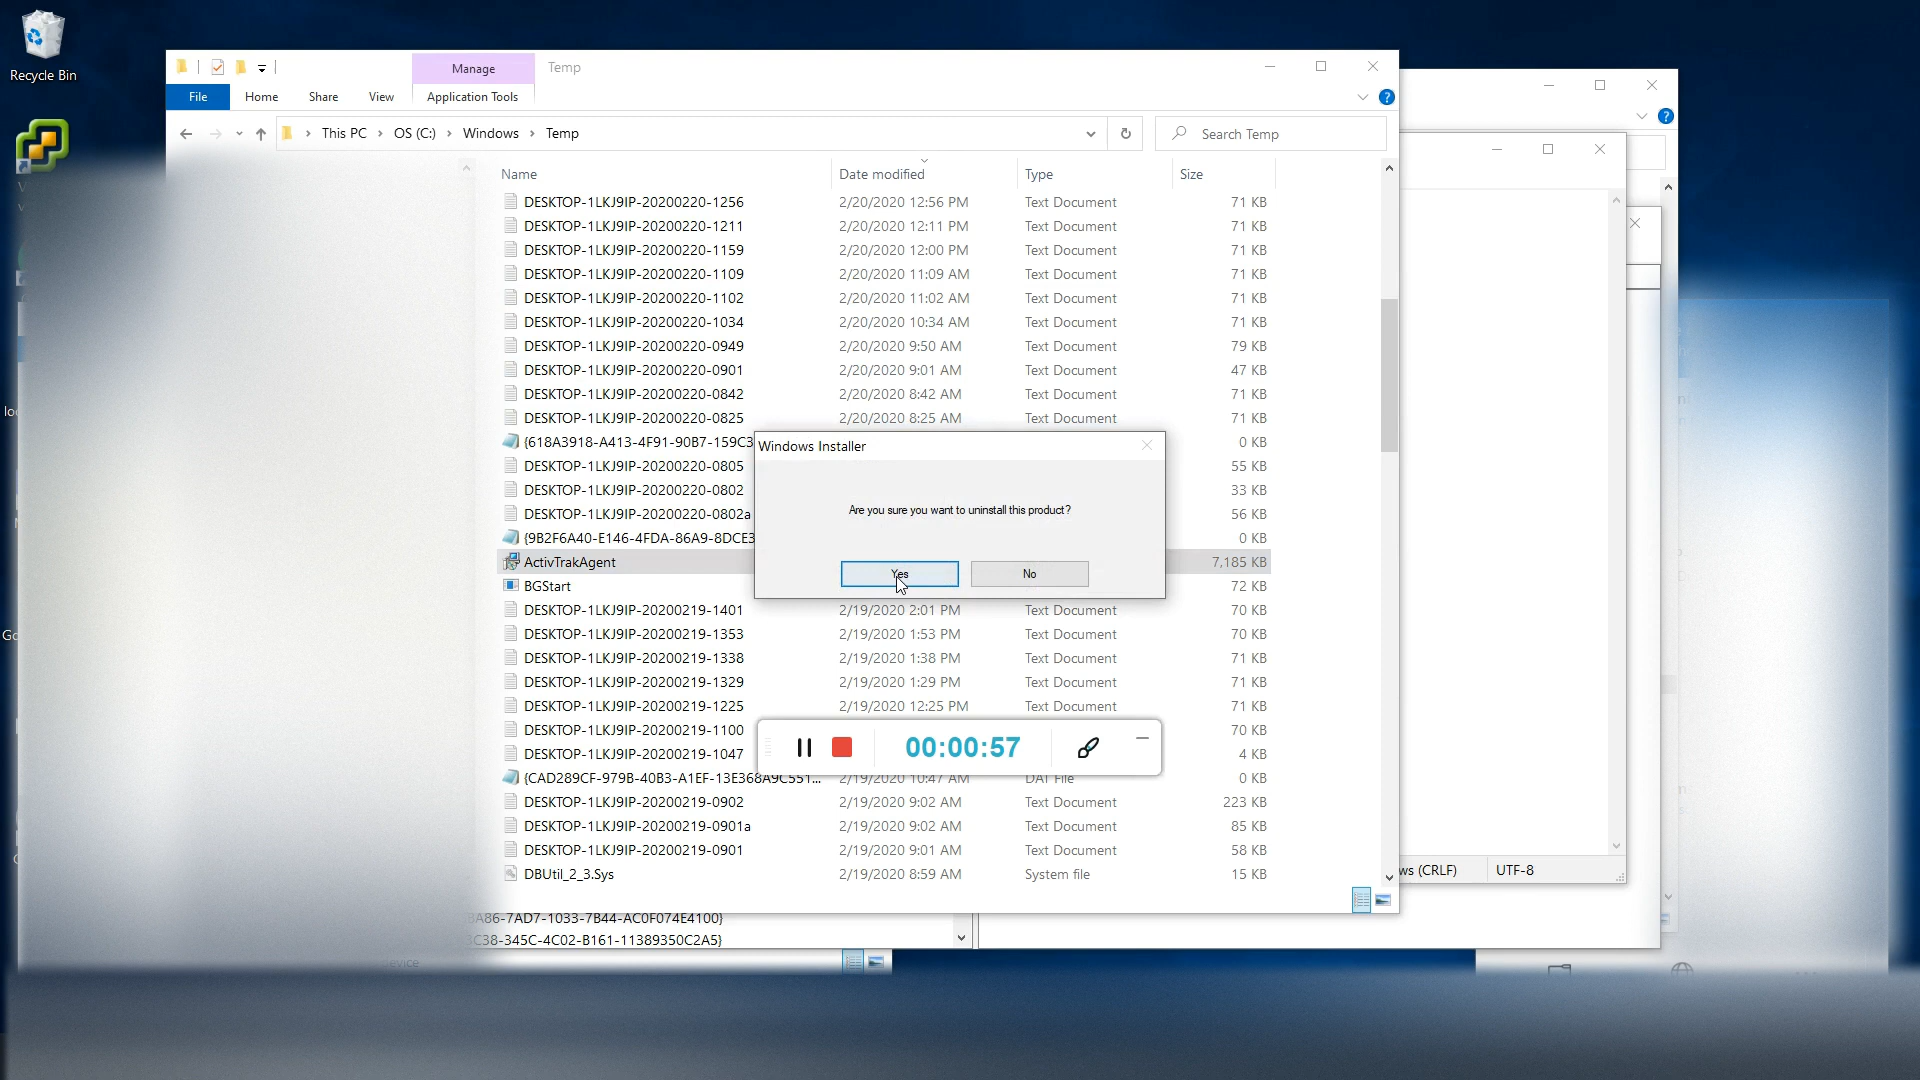 Recycle Bin
Manage
Temp
File
Home
Share
View
Application Tools
This PC
OS (C:)
Windows
Temp
Search Temp
Name
Date modified
Type
Size
DESKTOP-1LKJ9IP-20200220-1256 2/20/2020 12:56 PM Text Document 71 KB
DESKTOP-1LKJ9IP-20200220-1211 2/20/2020 12:11 PM Text Document 71 KB
DESKTOP-1LKJ9IP-20200220-1159 2/20/2020 12:00 PM Text Document 71 KB
DESKTOP-1LKJ9IP-20200220-1109 2/20/2020 11:09 AM Text Document 71 KB
DESKTOP-1LKJ9IP-20200220-1102 2/20/2020 11:02 AM Text Document 71 KB
DESKTOP-1LKJ9IP-20200220-1034 2/20/2020 10:34 AM Text Document 71 KB
DESKTOP-1LKJ9IP-20200220-0949 2/20/2020 9:50 AM Text Document 79 KB
DESKTOP-1LKJ9IP-20200220-0901 2/20/2020 9:01 AM Text Document 47 KB
DESKTOP-1LKJ9IP-20200220-0842 2/20/2020 8:42 AM Text Document 71 KB
DESKTOP-1LKJ9IP-20200220-0825 2/20/2020 8:25 AM Text Document 71 KB
{618A3918-A413-4F91-90B7-159C3 0 KB
DESKTOP-1LKJ9IP-20200220-0805 55 KB
DESKTOP-1LKJ9IP-20200220-0802 33 KB
DESKTOP-1LKJ9IP-20200220-0802a 56 KB
{9B2F6A40-E146-4FDA-86A9-8DCE3 0 KB
ActivTrakAgent 7,185 KB
BGStart 72 KB
Windows Installer
Are you sure you want to uninstall this product?
Yes
No
DESKTOP-1LKJ9IP-20200219-1401 2/19/2020 2:01 PM Text Document 70 KB
DESKTOP-1LKJ9IP-20200219-1353 2/19/2020 1:53 PM Text Document 70 KB
DESKTOP-1LKJ9IP-20200219-1338 2/19/2020 1:38 PM Text Document 71 KB
DESKTOP-1LKJ9IP-20200219-1329 2/19/2020 1:29 PM Text Document 71 KB
DESKTOP-1LKJ9IP-20200219-1225 2/19/2020 12:25 PM Text Document 71 KB
DESKTOP-1LKJ9IP-20200219-1100 70 KB
DESKTOP-1LKJ9IP-20200219-1047 4 KB
00:00:57
{CAD289CF-979B-40B3-A1EF-13E368A9C551... 2/19/2020 10:47 AM DAT File 0 KB
DESKTOP-1LKJ9IP-20200219-0902 2/19/2020 9:02 AM Text Document 223 KB
DESKTOP-1LKJ9IP-20200219-0901a 2/19/2020 9:02 AM Text Document 85 KB
DESKTOP-1LKJ9IP-20200219-0901 2/19/2020 9:01 AM Text Document 58 KB
DBUtil_2_3.Sys 2/19/2020 8:59 AM System file 15 KB
ws (CRLF)
UTF-8
A86-7AD7-1033-7B44-AC0F074E4100}
C38-345C-4C02-B161-11389350C2A5}